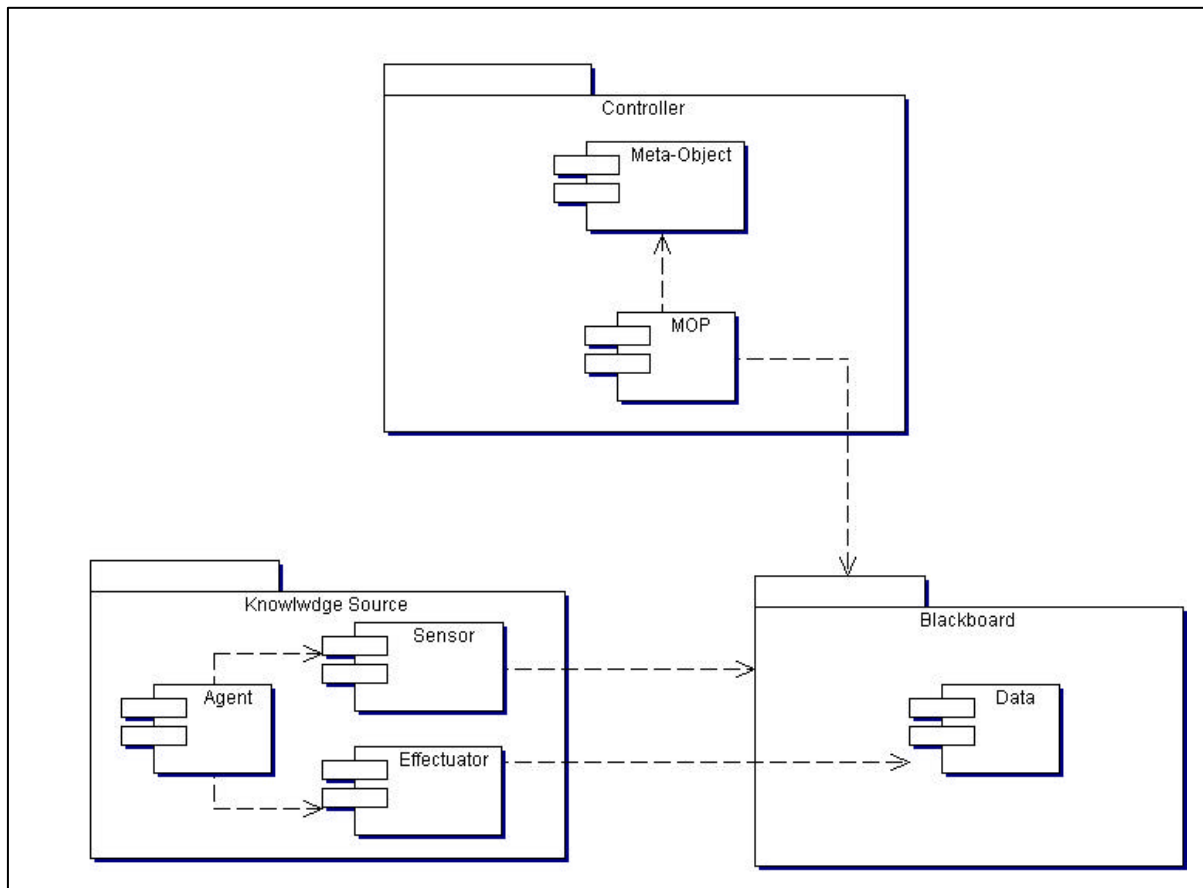 Controller
Meta-Object
MOP
Knowlwdge Source
Sensor
Agent
Effectuator
Blackboard
Data